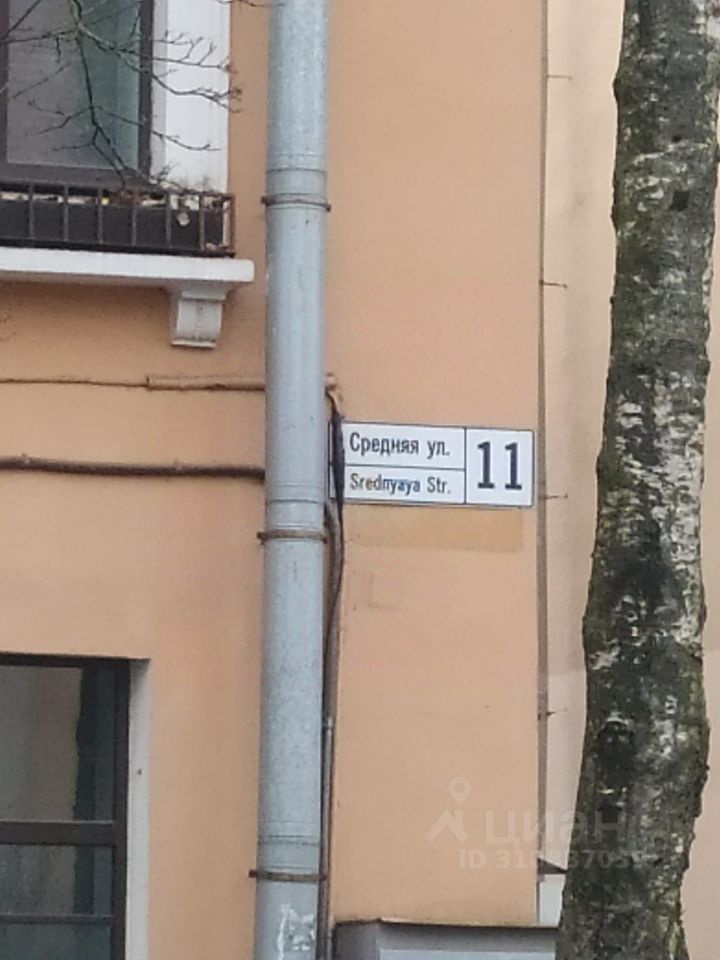 Средняя ул.
Srednyaya Str.
11
циан